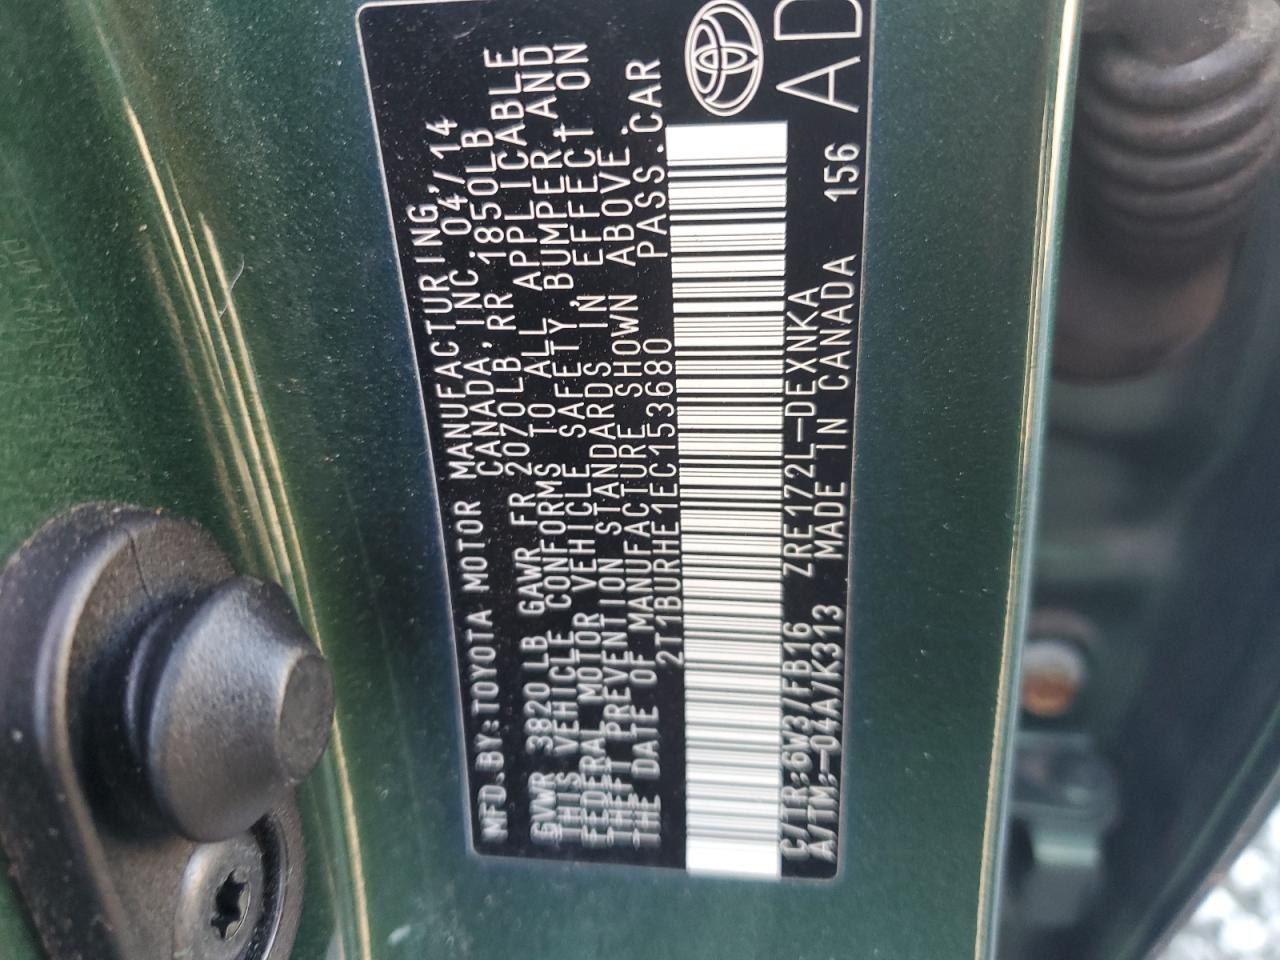 MFD.BY:TOYOTA MOTOR MANUFACTURING,
CANADA, INC. 04/14
GVWR 3820LB GAWR FR 2070LB, RR 1850LB
THIS VEHICLE CONFORMS TO ALL APPLICABLE
FEDERAL MOTOR VEHICLE SAFETY, BUMPER, AND
THEFT PREVENTION STANDARDS IN EFFECT ON
THE DATE OF MANUFACTURE SHOWN ABOVE.
2T1BURHE1EC153680 PASS.CAR
C/TR:6W3/FB16 ZRE172L-DEXNKA
A/TM:-04A/K313 MADE IN CANADA 156
AD